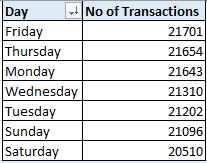 Day No of Transactions
Friday 21701
Thursday 21654
Monday 21643
Wednesday 21310
Tuesday 21202
Sunday 21096
Saturday 20510